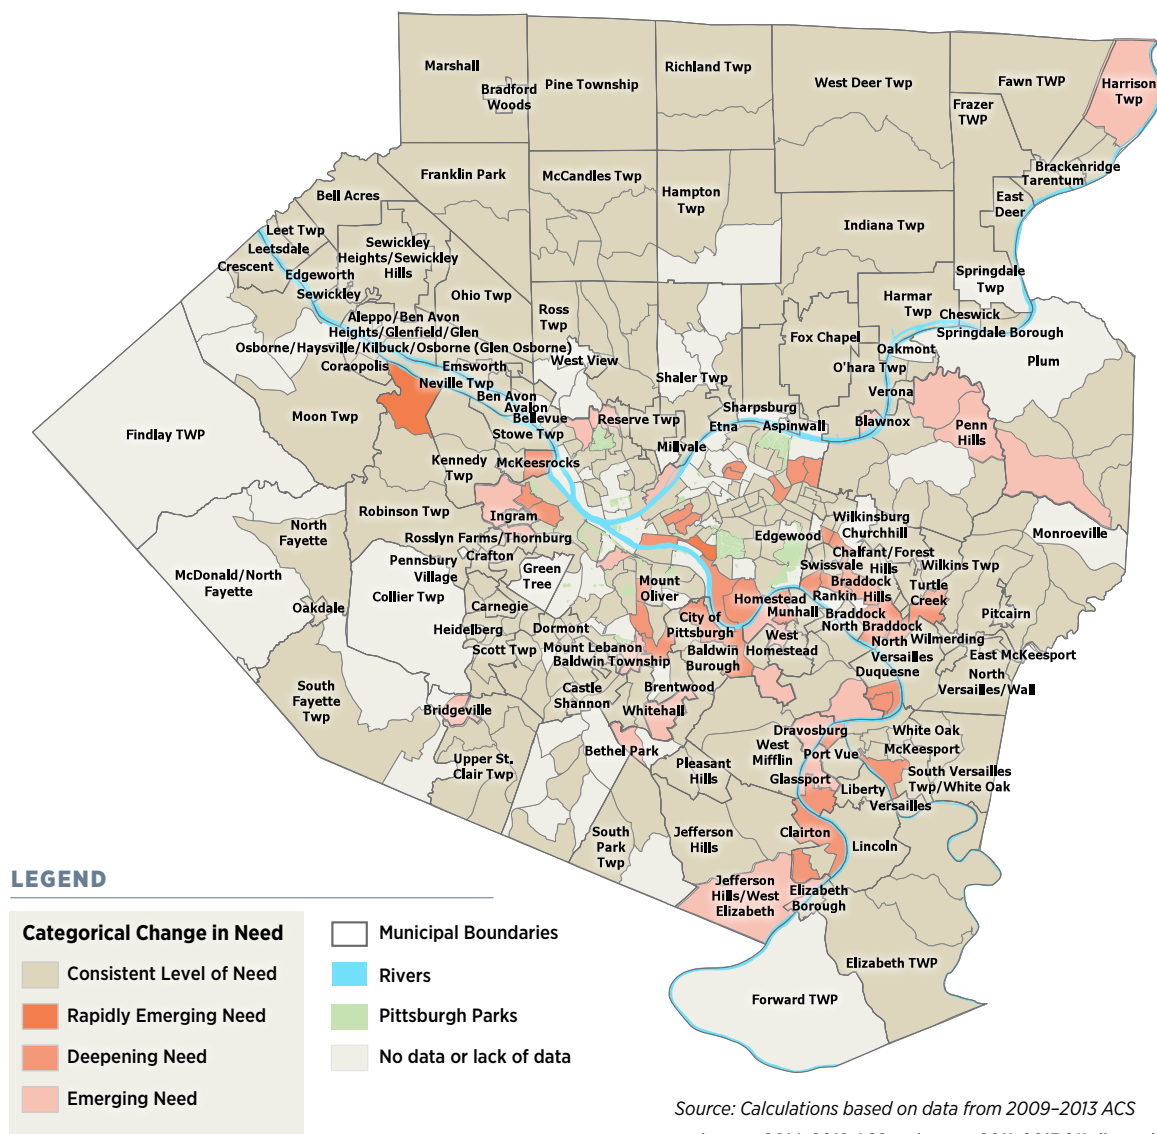 Marshall
Bradford
Woods
Pine Township
Richland Twp
West Deer Twp
Fawn TWP
Harrison
Twp
Frazer
TWP
Brackenridge
Tarentum
Franklin Park
McCandles Twp
Hampton
Twp
East
Deer
Bell Acres
Indiana Twp
Leet Twp
Leetsdale
Crescent
Edgeworth
Sewickley
Sewickley
Heights/Sewickley
Hills
Ohio Twp
Springdale
Twp
Harmar
Twp
Cheswick
Springdale Borough
Aleppo/Ben Avon
Heights/Glenfield/Glen
Osborne/Haysville/Kilbuck/Osborne (Glen Osborne)
Ross
Twp
Fox Chapel
Oakmont
O'hara Twp
Plum
Coraopolis
Emsworth
West View
Neville Twp
Shaler Twp
Verona
Ben Avon
Avalon
Bellevue
Moon Twp
Reserve Twp
Sharpsburg
Etna
Aspinwall
Blawnox
Penn
Hills
Findlay TWP
Stowe Twp
Millvale
Kennedy
Twp
McKeesrocks
Robinson Twp
Ingram
North
Fayette
Rosslyn Farms/Thornburg
Crafton
Edgewood
Wilkinsburg
Churchhill
Monroeville
Pennsbury
Village
Green
Tree
Chalfant/Forest
Hills
Swissvale
Wilkins Twp
McDonald/North
Fayette
Collier Twp
Mount
Oliver
Braddock
Hills
Rankin
Turtle
Creek
Oakdale
Carnegie
Homestead
Munhall
Braddock
North Braddock
Pitcairn
Heidelberg
Dormont
City of
Pittsburgh
West
Homestead
North
Versailles
Wilmerding
East McKeesport
Scott Twp
Mount Lebanon
Baldwin Township
Baldwin
Burough
Duquesne
North
Versailles/Wall
South
Fayette
Twp
Castle
Shannon
Brentwood
Whitehall
Bridgeville
Dravosburg
White Oak
McKeesport
Bethel Park
West
Mifflin
Port Vue
Upper St.
Clair Twp
Pleasant
Hills
Glassport
Liberty
South Versailles
Twp/White Oak
Versailles
South
Park
Twp
Jefferson
Hills
Clairton
Lincoln
Jefferson
Hills/West
Elizabeth
Elizabeth
Borough
Elizabeth TWP
Forward TWP
LEGEND
Categorical Change in Need
Consistent Level of Need
Rapidly Emerging Need
Deepening Need
Emerging Need
Municipal Boundaries
Rivers
Pittsburgh Parks
No data or lack of data
Source: Calculations based on data from 2009–2013 ACS